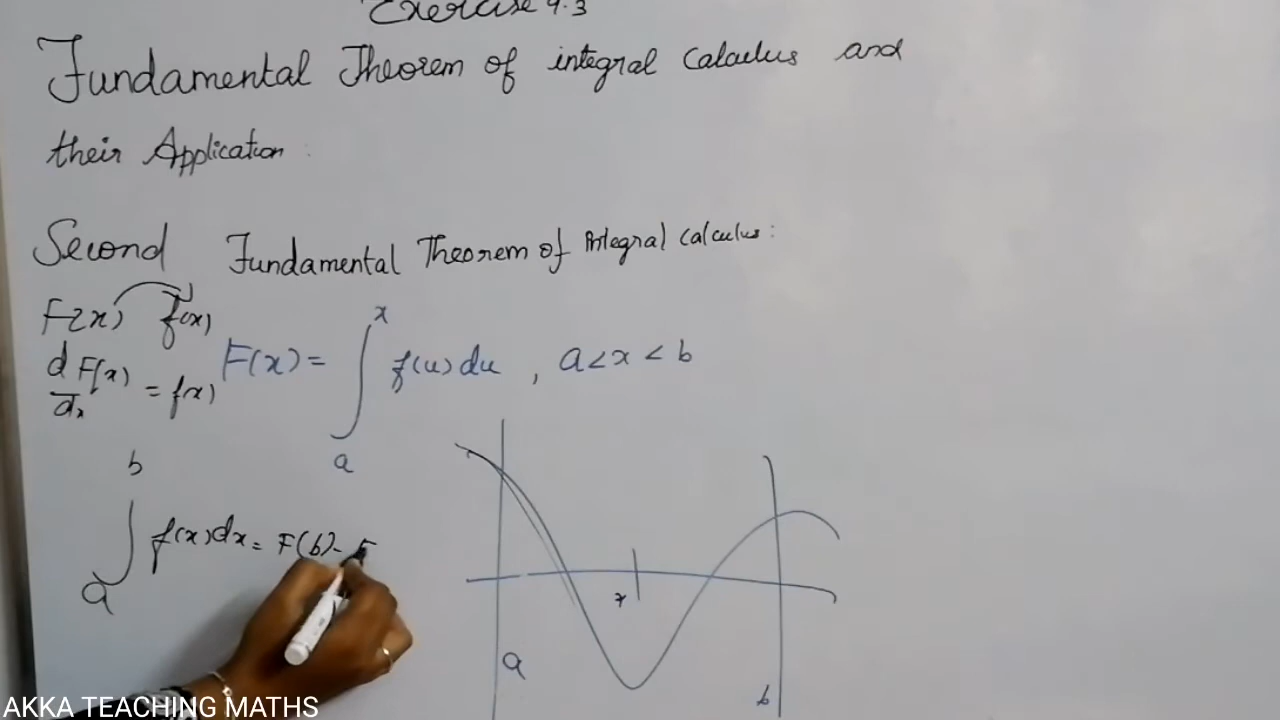 Exercise 9.3
Fundamental Theorem of integral Calculus and
their Application :
Second Fundamental Theorem of Integral calculus :
F(x) f(x)
d/dx F(x) = f(x)
F(x) = ∫ₐˣ f(u) du , a < x < b
∫ₐᵇ f(x) dx = F(b) - F
x
a
b
AKKA TEACHING MATHS